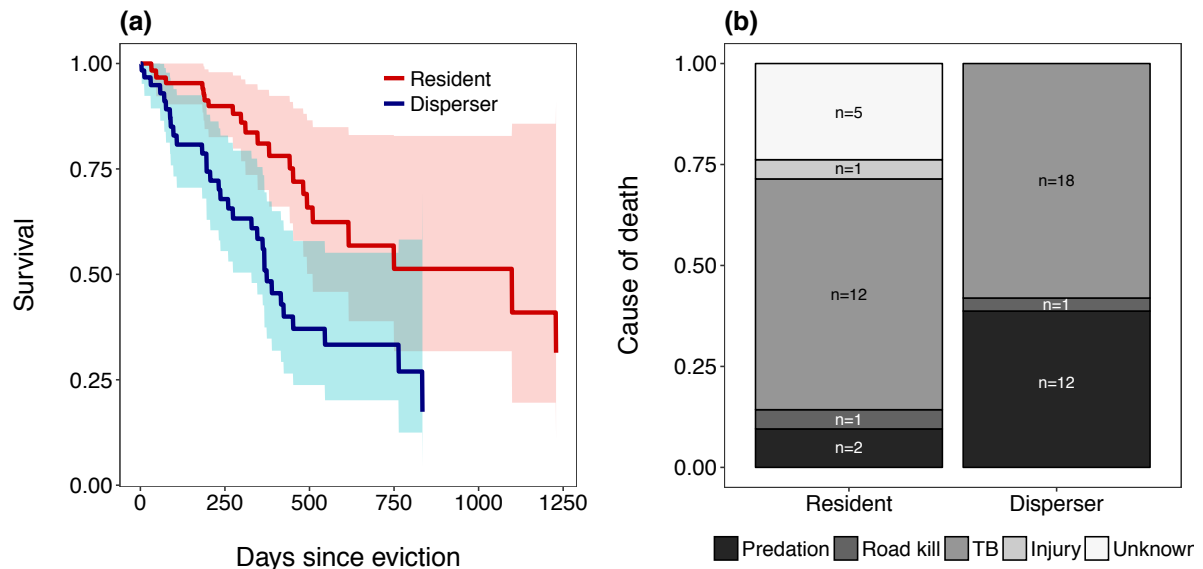 (a)
Survival
1.00
0.75
0.50
0.25
0.00
Resident
Disperser
0
250
500
750
1000
1250
Days since eviction
(b)
Cause of death
1.00
0.75
0.50
0.25
0.00
n=5
n=1
n=12
n=1
n=2
n=18
n=1
n=12
Resident
Disperser
Predation
Road kill
TB
Injury
Unknown